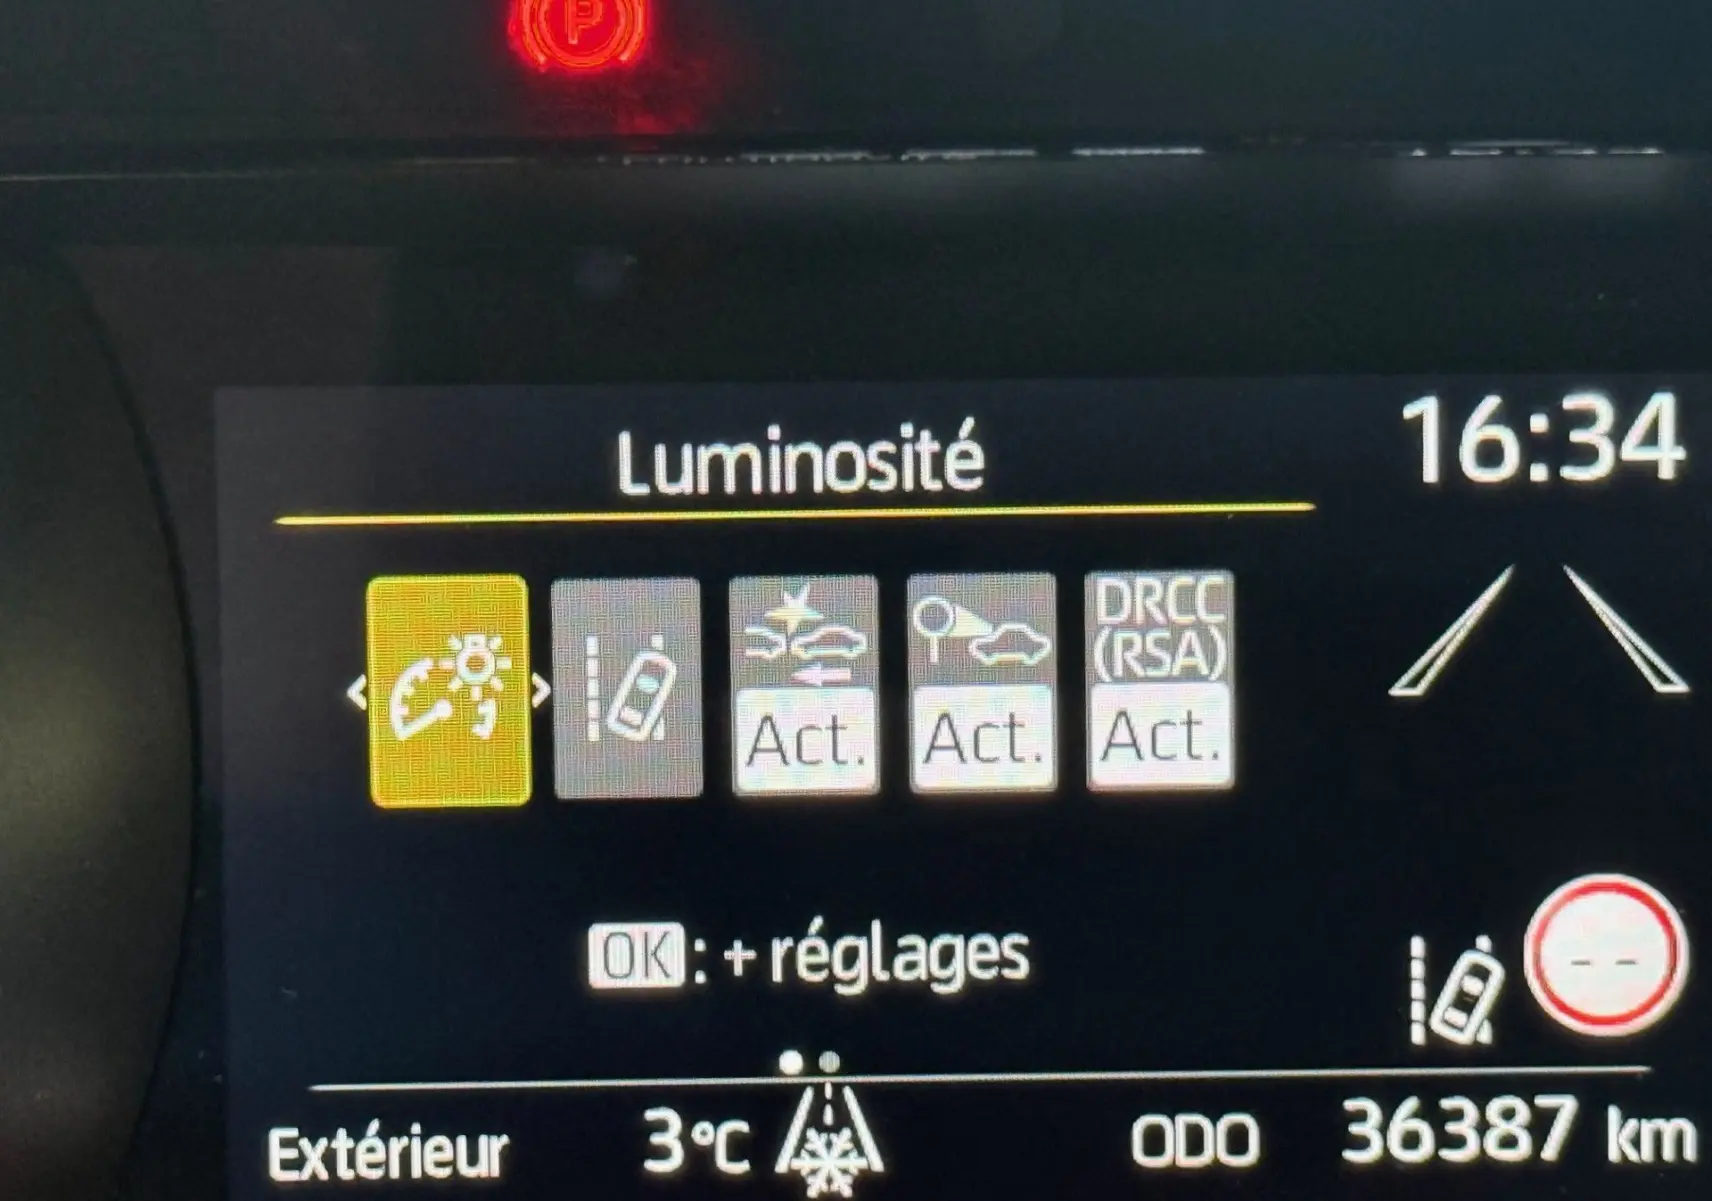 P
Luminosité
16:34
DRCC
(RSA)
Act.
Act.
Act.
OK : + réglages
- -
Extérieur 3°C ODO 36387 km